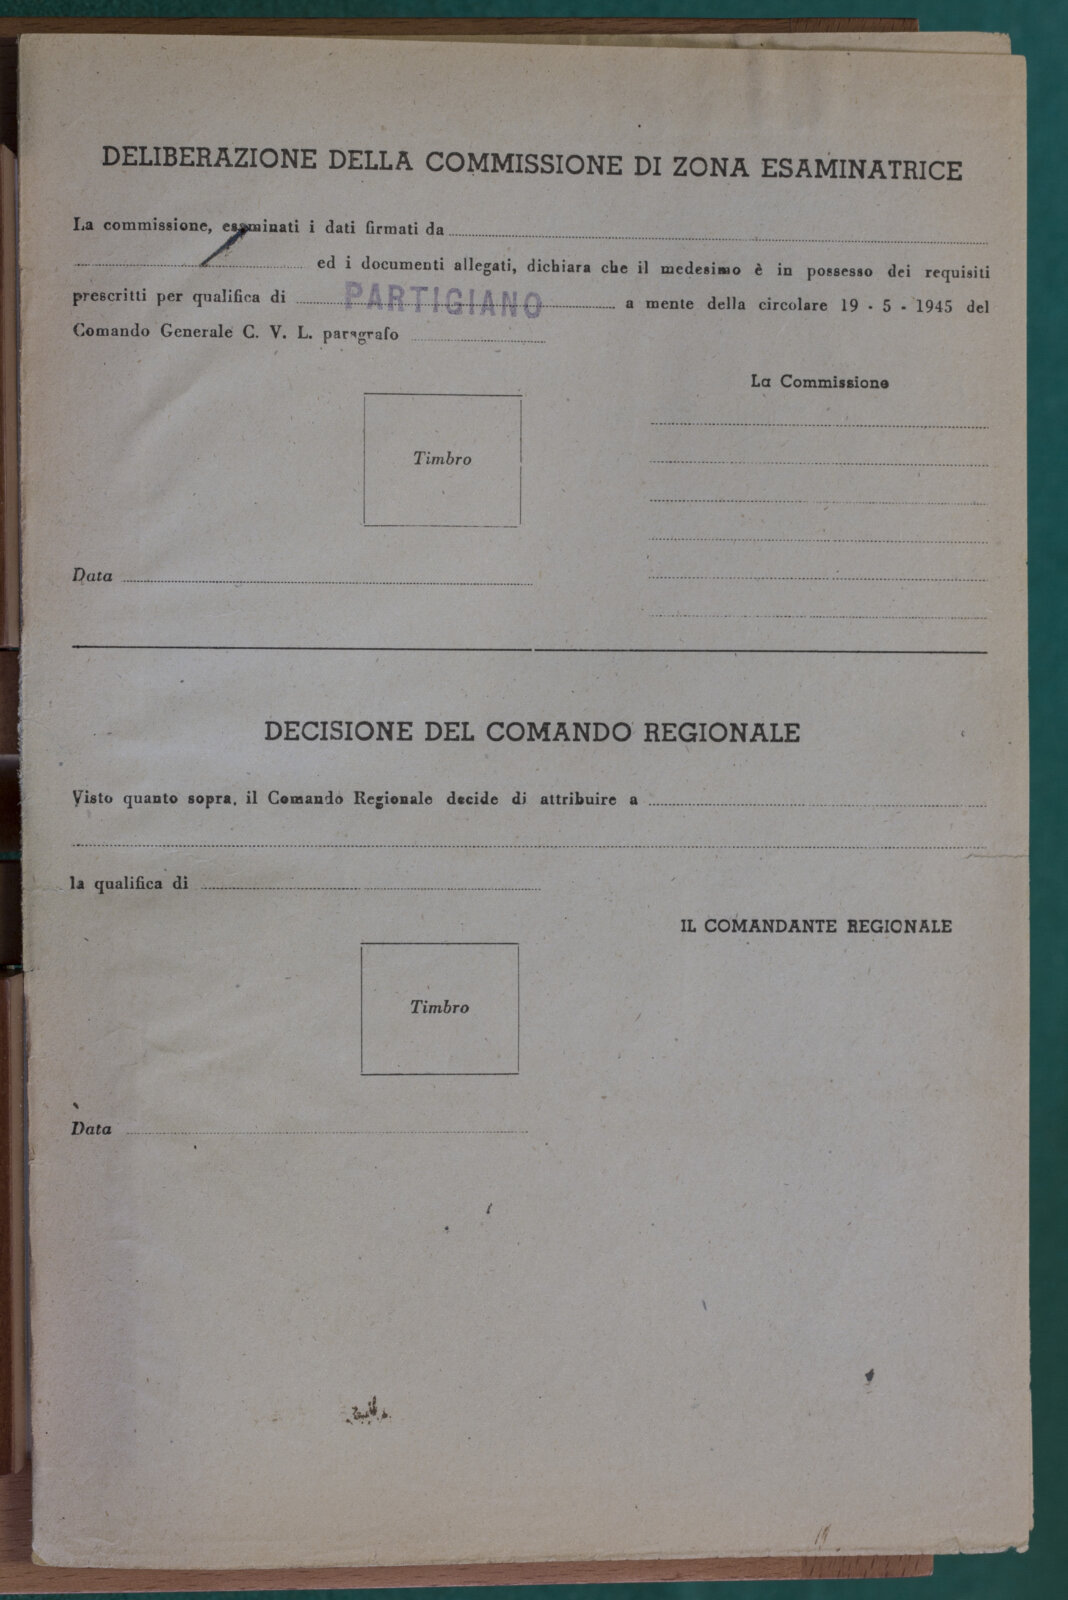 DELIBERAZIONE DELLA COMMISSIONE DI ZONA ESAMINATRICE
La commissione, esaminati i dati firmati da
ed i documenti allegati, dichiara che il medesimo è in possesso dei requisiti
prescritti per qualifica di PARTIGIANO a mente della circolare 19 - 5 - 1945 del
Comando Generale C. V. L. paragrafo
La Commissione
Timbro
Data
DECISIONE DEL COMANDO REGIONALE
Visto quanto sopra, il Comando Regionale decide di attribuire a
la qualifica di
IL COMANDANTE REGIONALE
Timbro
Data